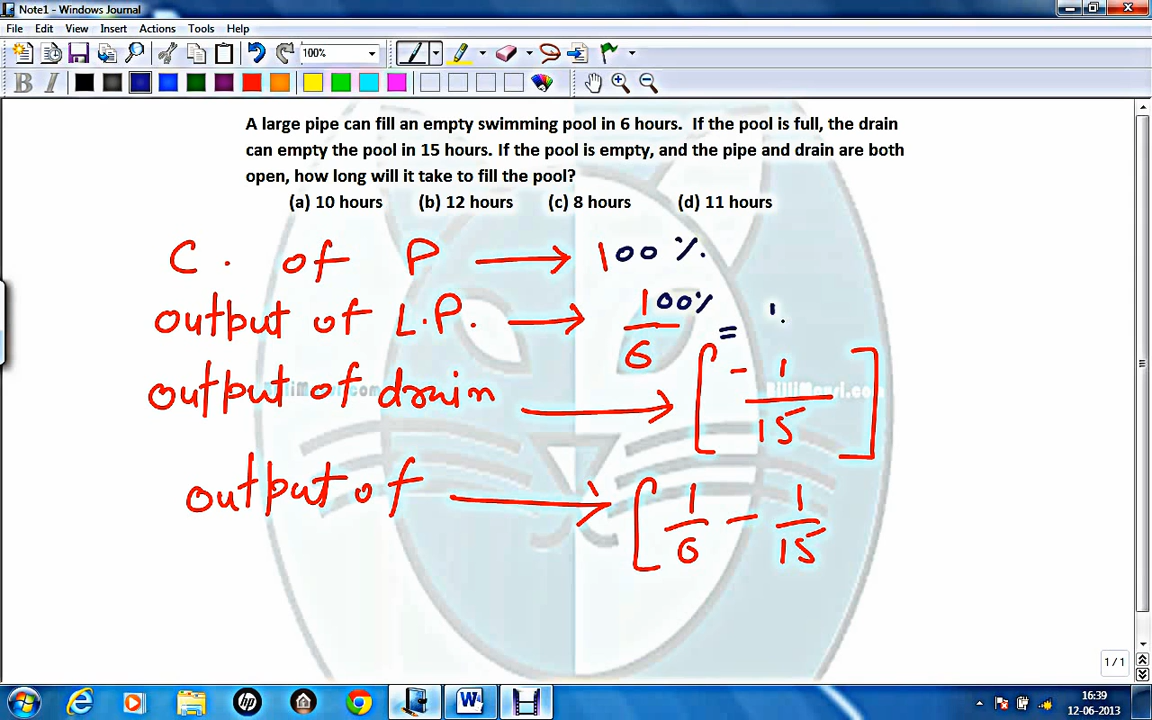 Note1 - Windows Journal
File Edit View Insert Actions Tools Help
100%
B I
A large pipe can fill an empty swimming pool in 6 hours. If the pool is full, the drain
can empty the pool in 15 hours. If the pool is empty, and the pipe and drain are both
open, how long will it take to fill the pool?
(a) 10 hours (b) 12 hours (c) 8 hours (d) 11 hours
C. of P → 100 %.
output of L.P. → 100% / 6 =
output of drain → [ - 1/15 ]
output of → [ 1/6 - 1/15
1 / 1
hp
W
16:39
12-06-2013